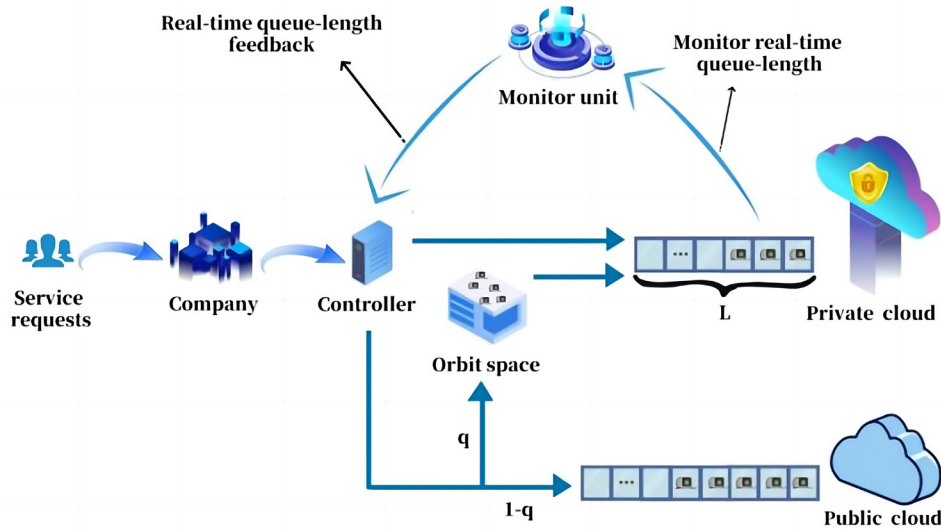 Real-time queue-length
feedback
Monitor real-time
queue-length
Monitor unit
Service
requests
Company
Controller
Orbit space
L
Private cloud
q
1-q
Public cloud
...
...